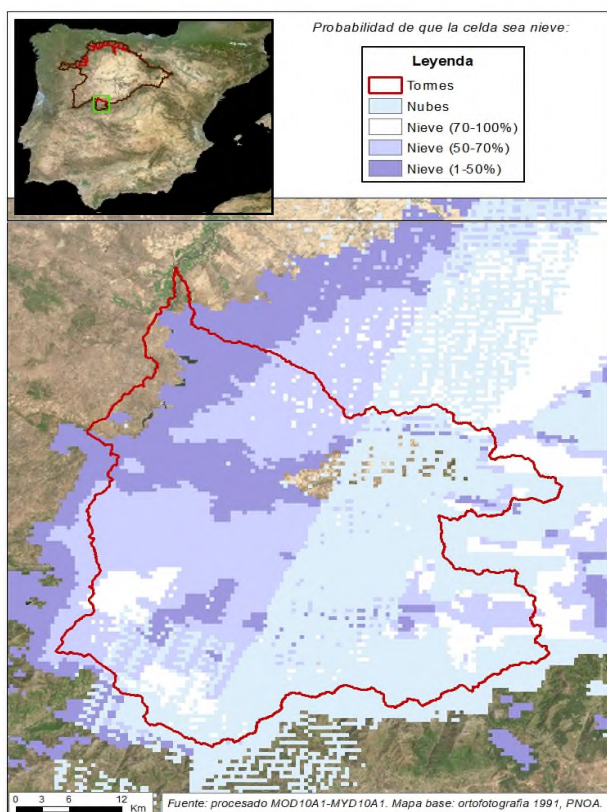 Probabilidad de que la celda sea nieve:
Leyenda
Tormes
Nubes
Nieve (70-100%)
Nieve (50-70%)
Nieve (1-50%)
0 3 6 12
Km
Fuente: procesado MOD10A1-MYD10A1. Mapa base: ortofotografia 1991, PNOA